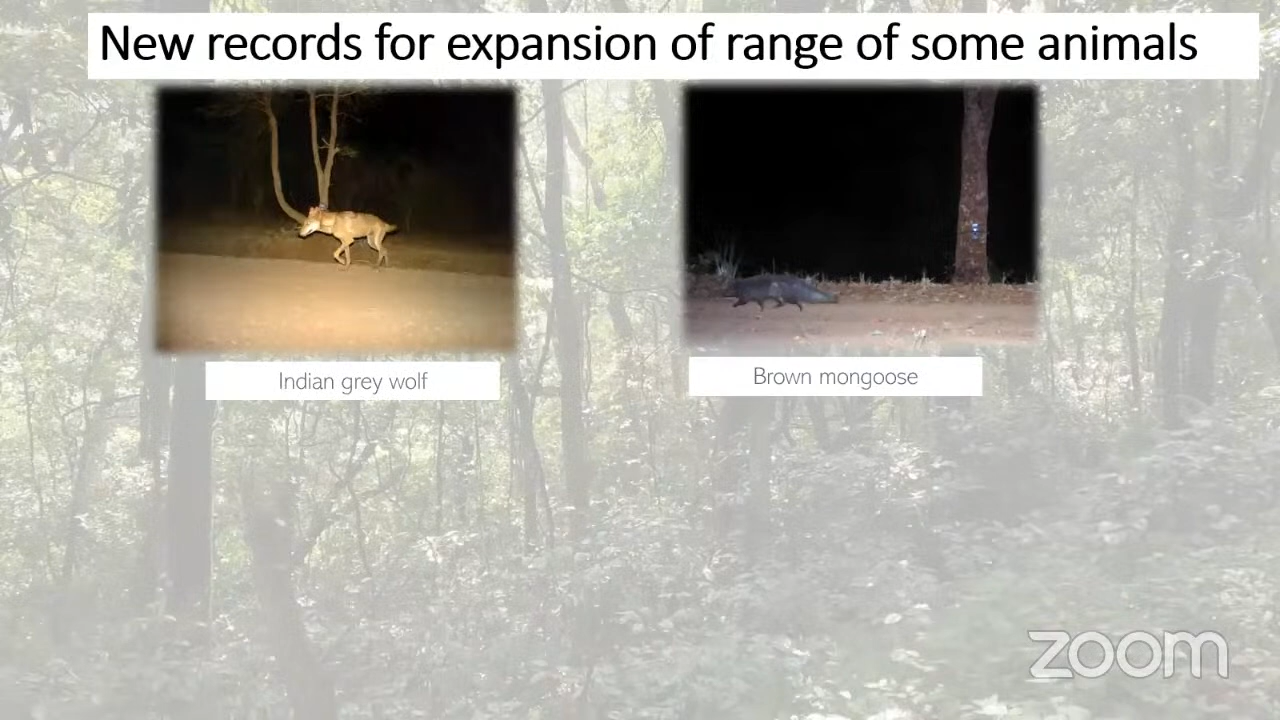 New records for expansion of range of some animals
Indian grey wolf
Brown mongoose
zoom